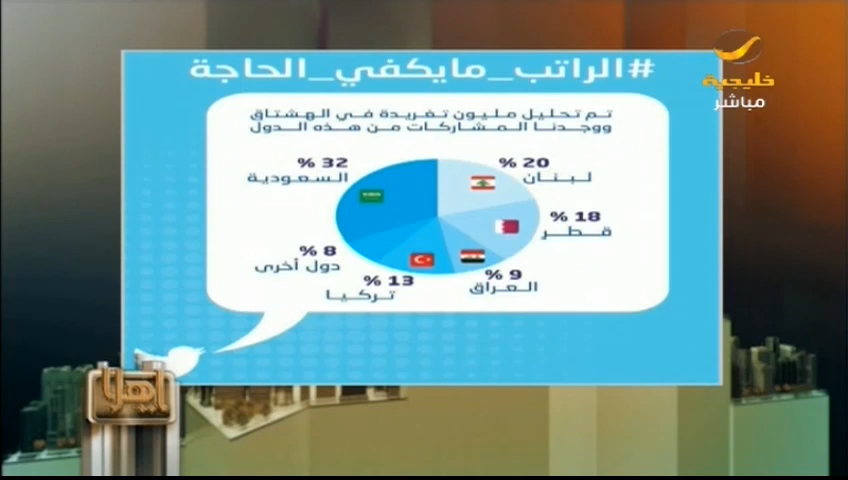 #الراتب_مايكفي_الحاجة
خليجية
مباشر
تم تحليل مليون تغريدة في الهشتاق
ووجدنا المشاركات من هذه الدول
% 20
لبنان
% 18
قطر
% 9
العراق
% 13
تركيا
% 8
دول أخرى
% 32
السعودية
ياهلا